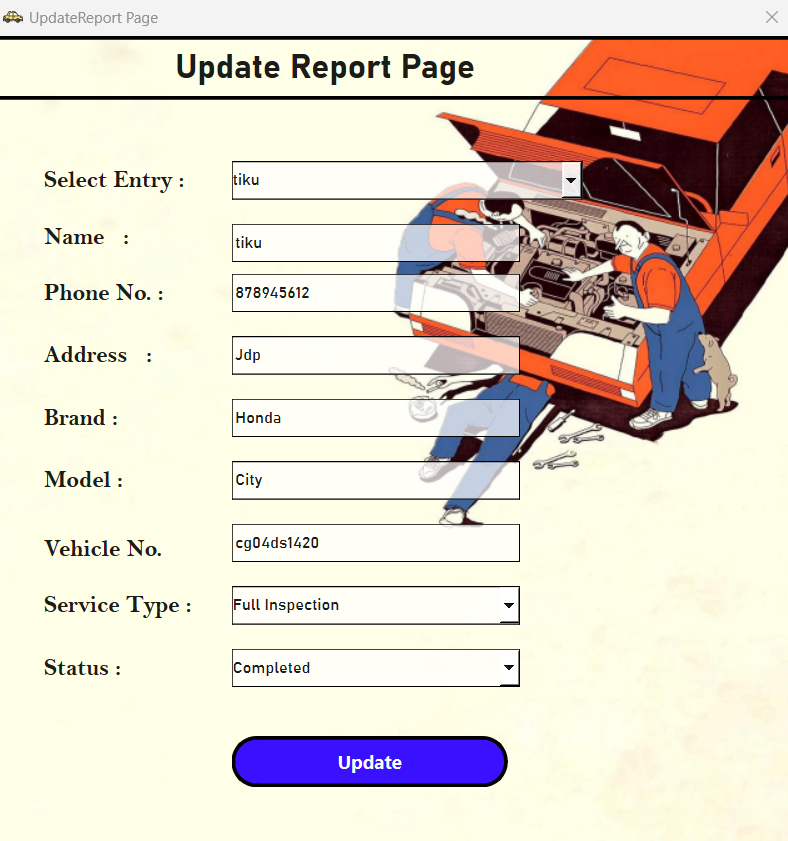 UpdateReport Page
Update Report Page
Select Entry : tiku
Name : tiku
Phone No. : 878945612
Address : Jdp
Brand : Honda
Model : City
Vehicle No. cg04ds1420
Service Type : Full Inspection
Status : Completed
Update